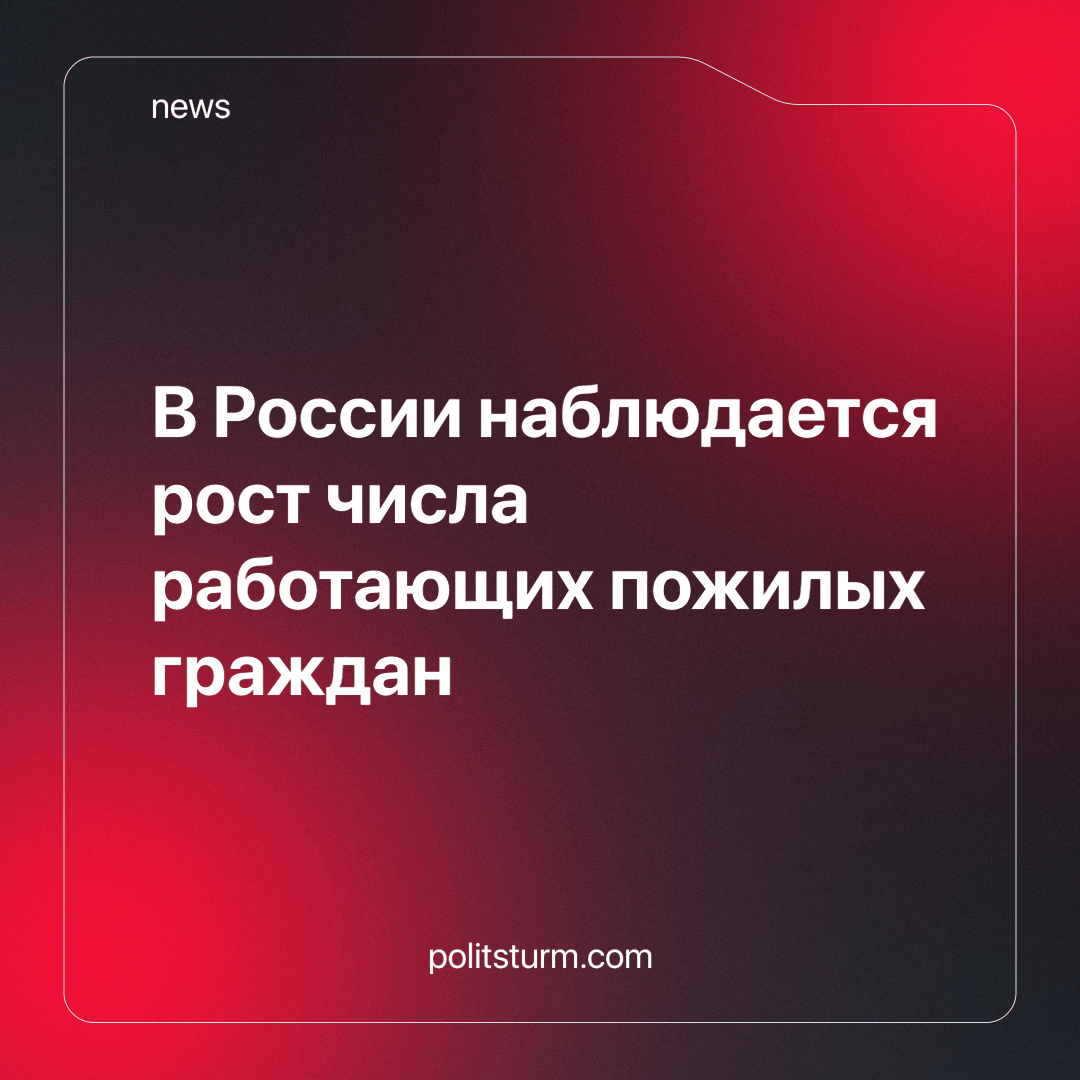 news
В России наблюдается
рост числа
работающих пожилых
граждан
politsturm.com